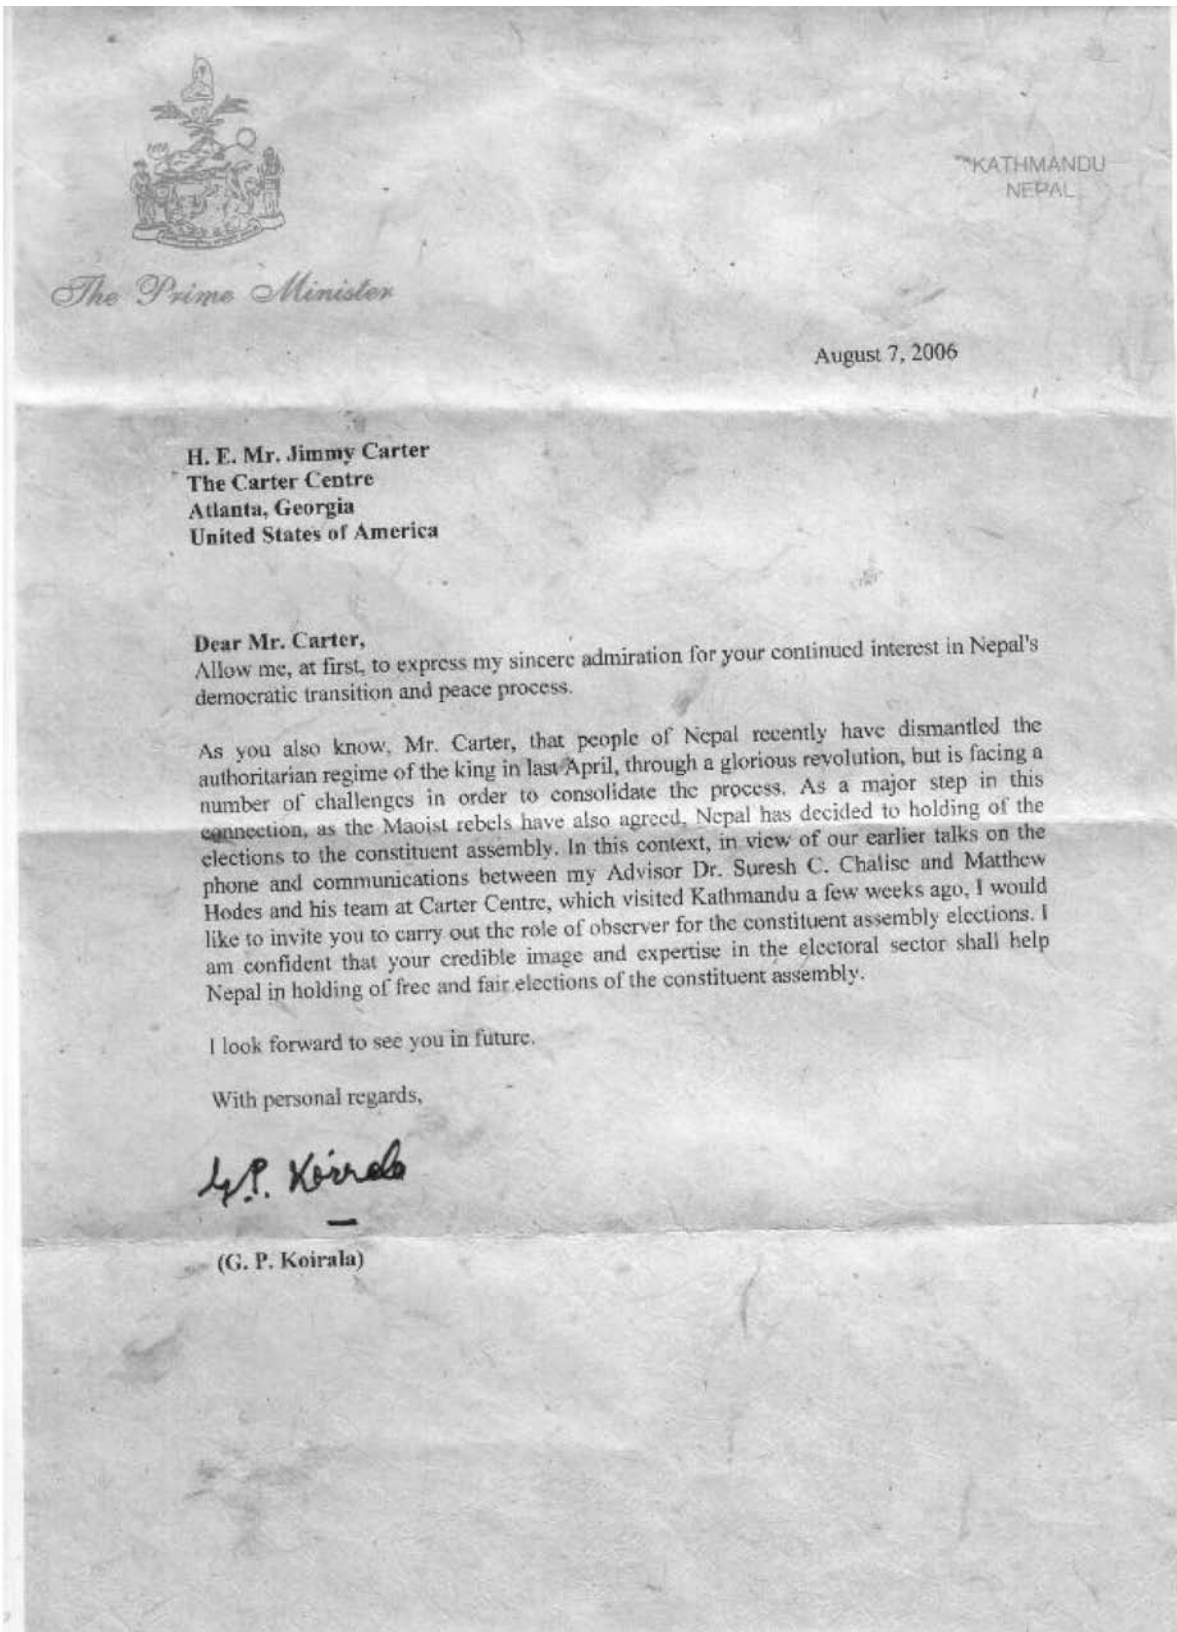 KATHMANDU
NEPAL
The Prime Minister
August 7, 2006
H. E. Mr. Jimmy Carter
The Carter Centre
Atlanta, Georgia
United States of America
Dear Mr. Carter,
Allow me, at first, to express my sincere admiration for your continued interest in Nepal's
democratic transition and peace process.
As you also know, Mr. Carter, that people of Nepal recently have dismantled the
authoritarian regime of the king in last April, through a glorious revolution, but is facing a
number of challenges in order to consolidate the process. As a major step in this
connection, as the Maoist rebels have also agreed, Nepal has decided to holding of the
elections to the constituent assembly. In this context, in view of our earlier talks on the
phone and communications between my Advisor Dr. Suresh C. Chalise and Matthew
Hodes and his team at Carter Centre, which visited Kathmandu a few weeks ago, I would
like to invite you to carry out the role of observer for the constituent assembly elections. I
am confident that your credible image and expertise in the electoral sector shall help
Nepal in holding of free and fair elections of the constituent assembly.
I look forward to see you in future.
With personal regards,
G.P. Koirala
(G. P. Koirala)